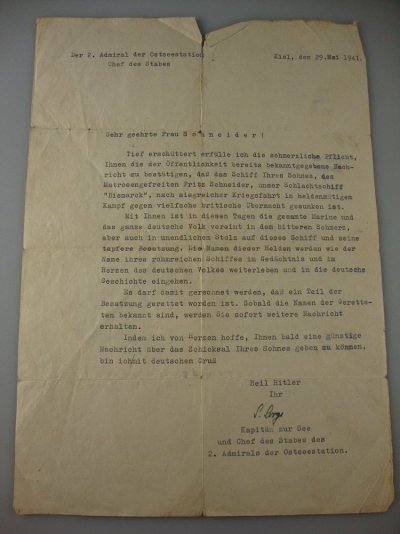 Der 2. Admiral der Ostseestation
Chef des Stabes
Kiel, den 29.Mai 1941.
Sehr geehrte Frau S c h n e i d e r !
Tief erschüttert erfülle ich die schmerzliche Pflicht,
Ihnen die der Öffentlichkeit bereits bekanntgegebene Nach-
richt zu bestätigen, daß das Schiff Ihres Sohnes, des
Matrosengefreiten Fritz Schneider, unser Schlachtschiff
"Bismarck", nach siegreicher Kriegsfahrt in heldenmütigem
Kampf gegen vielfache britische Übermacht gesunken ist.
Mit Ihnen ist in diesen Tagen die gesamte Marine und
das ganze deutsche Volk vereint in dem bitteren Schmerz,
aber auch in unendlichen Stolz auf dieses Schiff und seine
tapfere Besatzung. Die Namen dieser Helden werden wie der
Name ihres ruhmreichen Schiffes im Gedächtnis und im
Herzen des deutschen Volkes weiterleben und in die deutsche
Geschichte eingehen.
Es darf damit gerechnet werden, daß ein Teil der
Besatzung gerettet worden ist. Sobald die Namen der Gerette-
ten bekannt sind, werden Sie sofort weitere Nachricht
erhalten.
Indem ich von Herzen hoffe, Ihnen bald eine günstige
Nachricht über das Schicksal Ihres Sohnes geben zu können,
bin ich mit deutschem Gruß
Heil Hitler
Ihr
Kapitän zur See
und Chef des Stabes des
2. Admirals der Ostseestation.